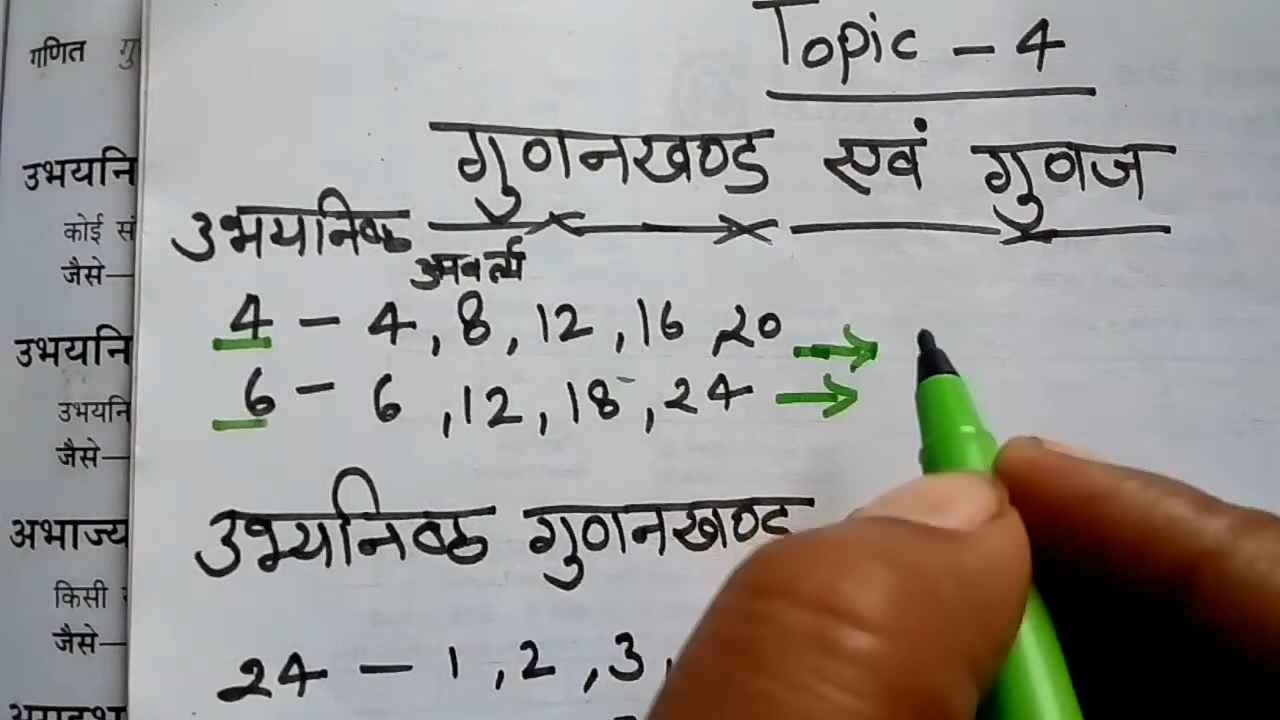 Topic - 4
गुणनखण्ड एवं गुणज
उभयनिष्ठ
अपवर्त्य
4 - 4, 8, 12, 16, 20 →
6 - 6, 12, 18, 24 →
उभयनिष्ठ गुणनखण्ड
24 - 1, 2, 3,
गणित गु
उभयनि
कोई सं
जैसे—
उभयनि
उभयनि
जैसे—
अभाज्य
किसी
जैसे—